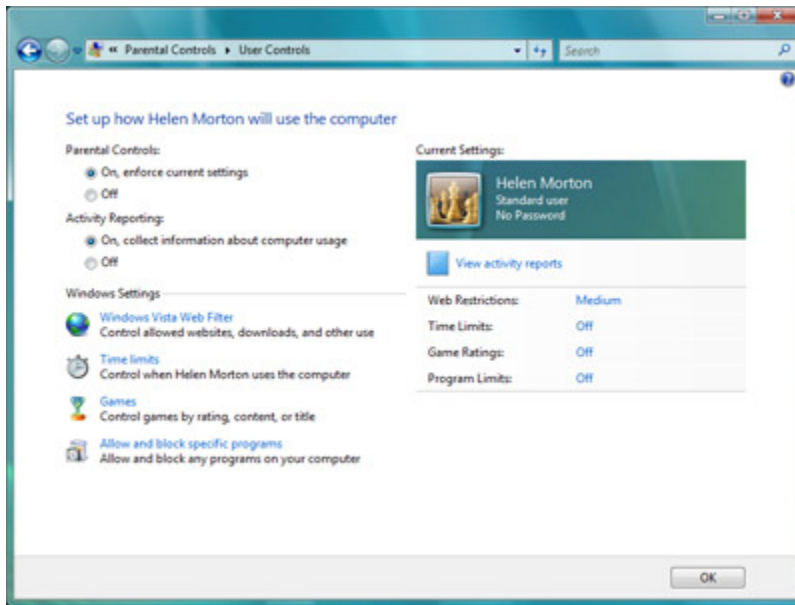 « Parental Controls ▸ User Controls
Search
Set up how Helen Morton will use the computer
Parental Controls:
On, enforce current settings
Off
Activity Reporting:
On, collect information about computer usage
Off
Windows Settings
Windows Vista Web Filter
Control allowed websites, downloads, and other use
Time limits
Control when Helen Morton uses the computer
Games
Control games by rating, content, or title
Allow and block specific programs
Allow and block any programs on your computer
Current Settings:
Helen Morton
Standard user
No Password
View activity reports
Web Restrictions: Medium
Time Limits: Off
Game Ratings: Off
Program Limits: Off
OK